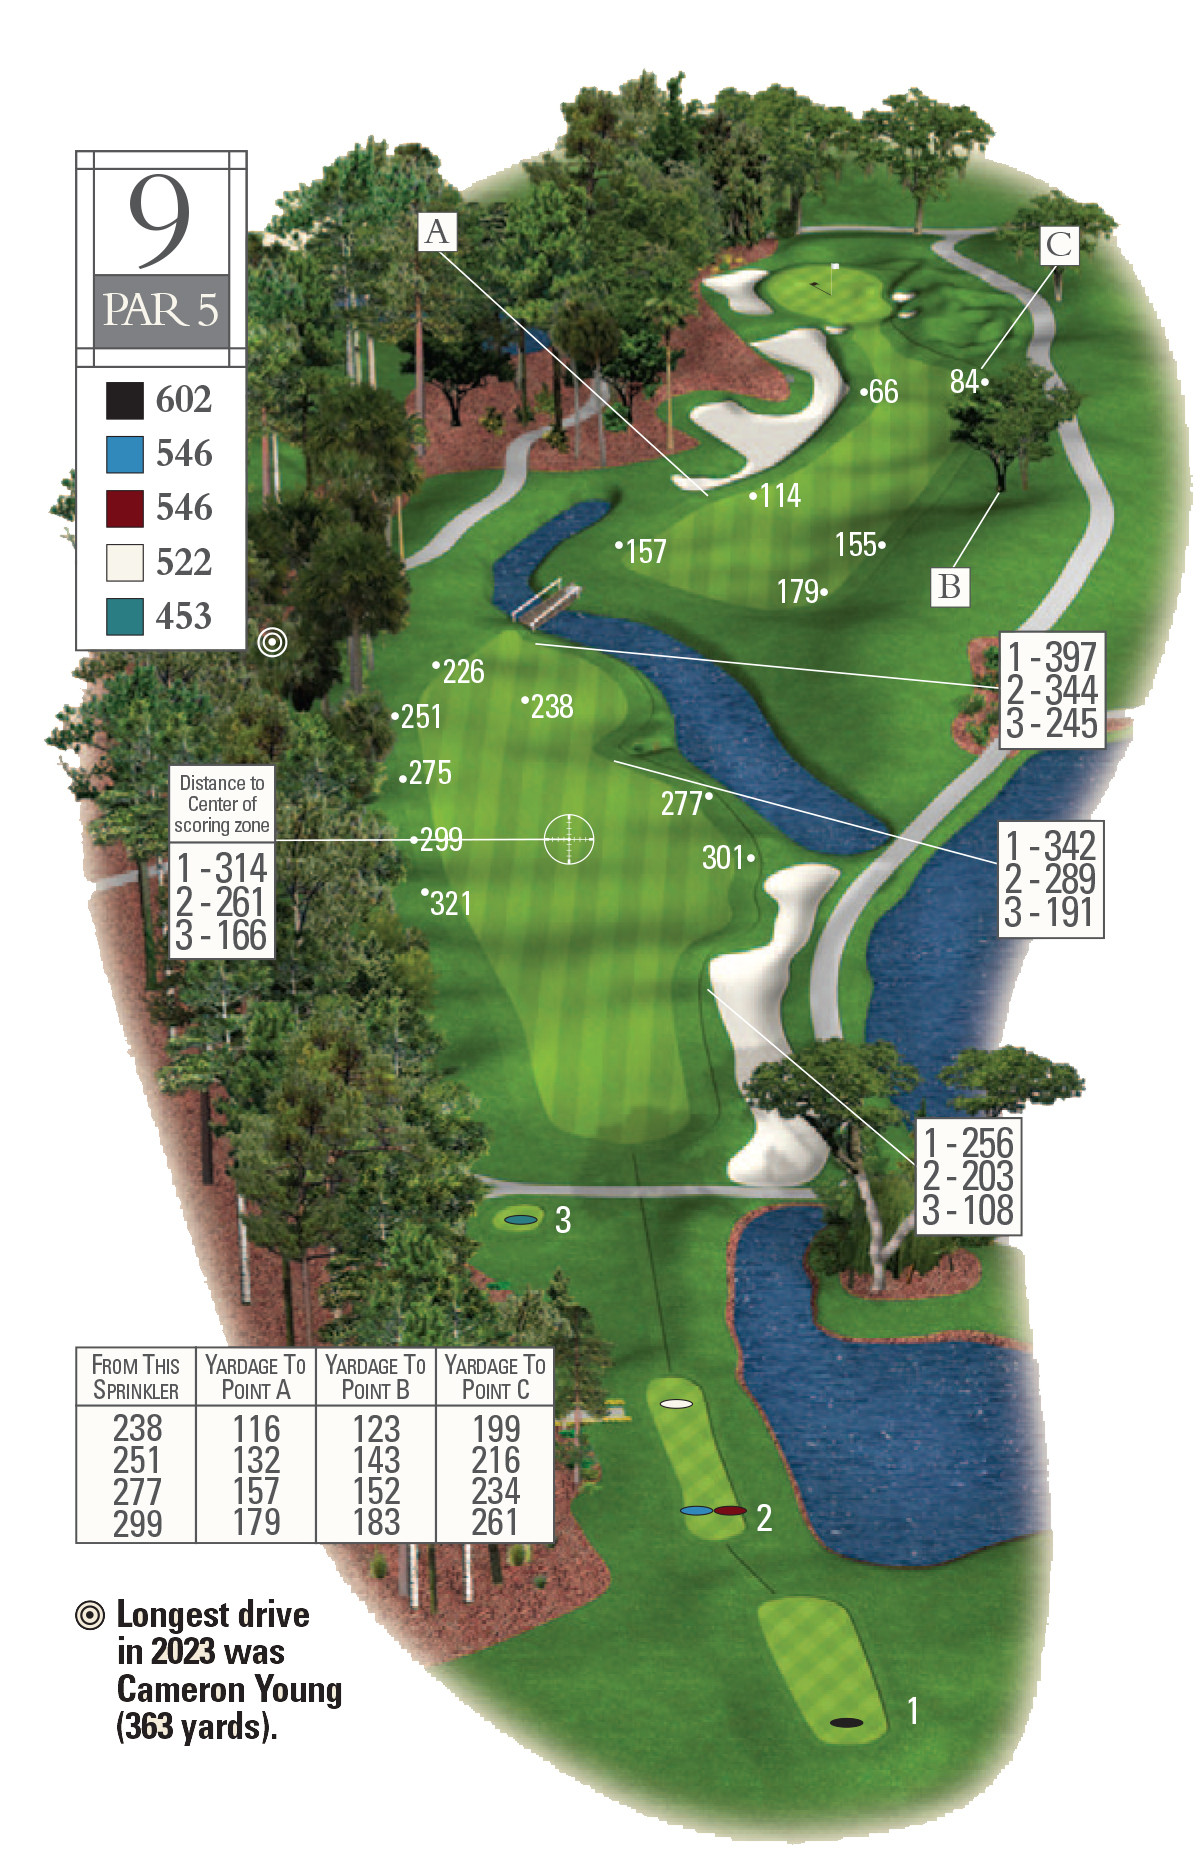 9
PAR 5
602
546
546
522
453
A
C
84
66
114
157
155
179
B
226
238
251
275
277
299
301
321
1 - 397
2 - 344
3 - 245
Distance to
Center of
scoring zone
1 - 314
2 - 261
3 - 166
1 - 342
2 - 289
3 - 191
1 - 256
2 - 203
3 - 108
3
2
1
FROM THIS SPRINKLER YARDAGE TO POINT A YARDAGE TO POINT B YARDAGE TO POINT C
238 116 123 199
251 132 143 216
277 157 152 234
299 179 183 261
Longest drive
in 2023 was
Cameron Young
(363 yards).